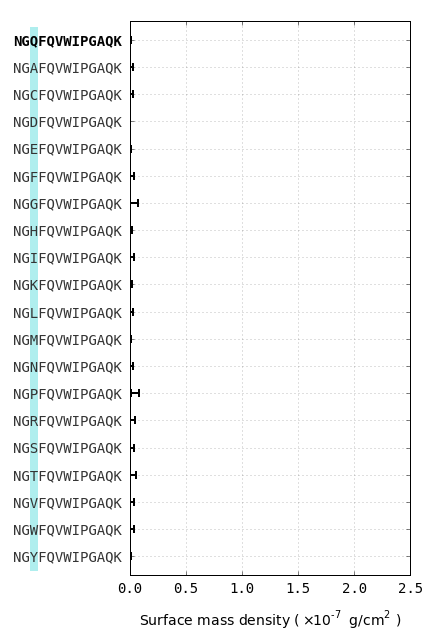 NGQFQVWIPGAQK
NGAFQVWIPGAQK
NGCFQVWIPGAQK
NGDFQVWIPGAQK
NGEFQVWIPGAQK
NGFFQVWIPGAQK
NGGFQVWIPGAQK
NGHFQVWIPGAQK
NGIFQVWIPGAQK
NGKFQVWIPGAQK
NGLFQVWIPGAQK
NGMFQVWIPGAQK
NGNFQVWIPGAQK
NGPFQVWIPGAQK
NGRFQVWIPGAQK
NGSFQVWIPGAQK
NGTFQVWIPGAQK
NGVFQVWIPGAQK
NGWFQVWIPGAQK
NGYFQVWIPGAQK
0.0 0.5 1.0 1.5 2.0 2.5
Surface mass density ( ×10⁻⁷ g/cm² )